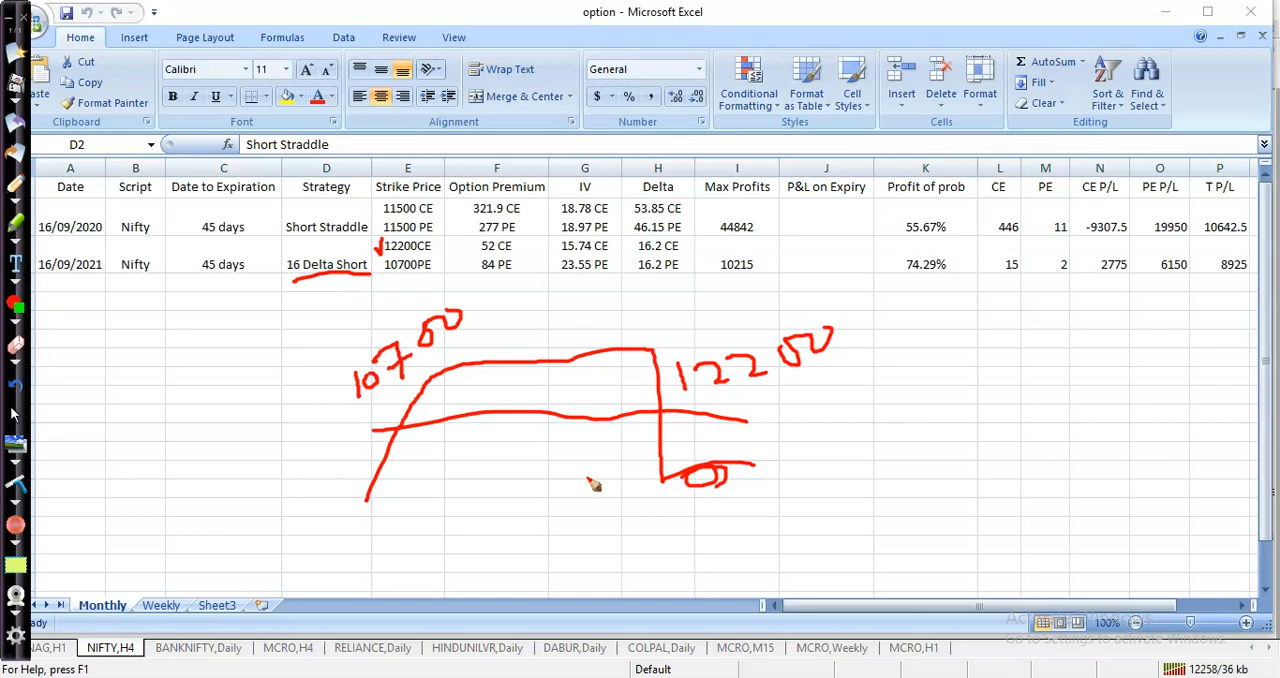 option - Microsoft Excel
Home Insert Page Layout Formulas Data Review View
Cut
Copy
Format Painter
Clipboard
Calibri 11
B I U
Font
Wrap Text
Merge & Center
Alignment
General
$ % ,
Number
Conditional Formatting
Format as Table
Cell Styles
Styles
Insert Delete Format
Cells
AutoSum
Fill
Clear
Sort & Filter
Find & Select
Editing
D2 fx Short Straddle
A B C D E F G H I J K L M N O P
Date Script Date to Expiration Strategy Strike Price Option Premium IV Delta Max Profits P&L on Expiry Profit of prob CE PE CE P/L PE P/L T P/L
11500 CE 321.9 CE 18.78 CE 53.85 CE
16/09/2020 Nifty 45 days Short Straddle 11500 PE 277 PE 18.97 PE 46.15 PE 44842 55.67% 446 11 -9307.5 19950 10642.5
12200CE 52 CE 15.74 CE 16.2 CE
16/09/2021 Nifty 45 days 16 Delta Short 10700PE 84 PE 23.55 PE 16.2 PE 10215 74.29% 15 2 2775 6150 8925
10700
12200
Monthly Weekly Sheet3
100%
Activate Windows
Go to Settings to activate Windows.
NIFTY,H4 BANKNIFTY,Daily HINDUNILVR,Daily DABUR,Daily COLPAL,Daily MCRO,M15 MCRO,Weekly MCRO,H1
For Help, press F1 Default 12258/36 kb